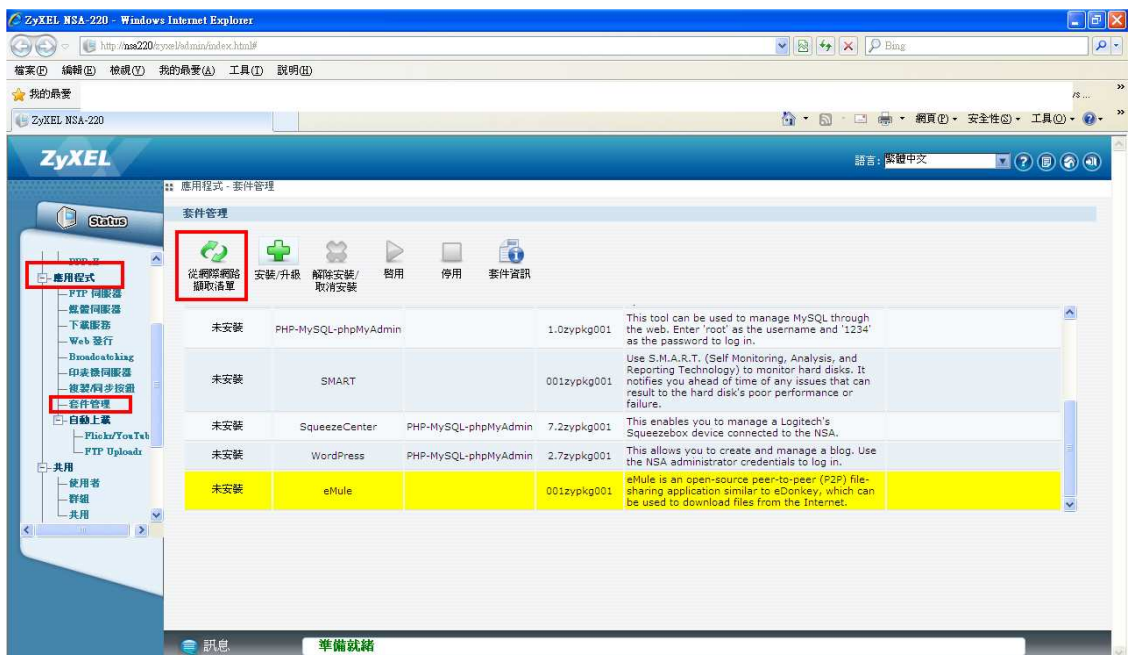 ZyXEL NSA-220 - Windows Internet Explorer
http://nsa220/zyxel/admin/index.html#
Bing
檔案(F) 編輯(E) 檢視(V) 我的最愛(A) 工具(T) 說明(H)
我的最愛
ZyXEL NSA-220
網頁(P) 安全性(S) 工具(O)
ZyXEL
語言: 繁體中文
應用程式 - 套件管理
Status
套件管理
從網際網路擷取清單
安裝/升級
解除安裝/取消安裝
啓用
停用
套件資訊
應用程式
FTP 伺服器
媒體伺服器
下載服務
Web 發行
Broadcatching
印表機伺服器
複製/同步按鈕
套件管理
自動上載
Flickr/YouTub
FTP Uploadr
共用
使用者
群組
共用
未安裝 PHP-MySQL-phpMyAdmin 1.0zypkg001 This tool can be used to manage MySQL through
the web. Enter 'root' as the username and '1234'
as the password to log in.
未安裝 SMART 001zypkg001 Use S.M.A.R.T. (Self Monitoring, Analysis, and
Reporting Technology) to monitor hard disks. It
notifies you ahead of time of any issues that can
result to the hard disk's poor performance or
failure.
未安裝 SqueezeCenter PHP-MySQL-phpMyAdmin 7.2zypkg001 This enables you to manage a Logitech's
Squeezebox device connected to the NSA.
未安裝 WordPress PHP-MySQL-phpMyAdmin 2.7zypkg001 This allows you to create and manage a blog. Use
the NSA administrator credentials to log in.
未安裝 eMule 001zypkg001 eMule is an open-source peer-to-peer (P2P) file-
sharing application similar to eDonkey, which can
be used to download files from the Internet.
訊息 準備就緒